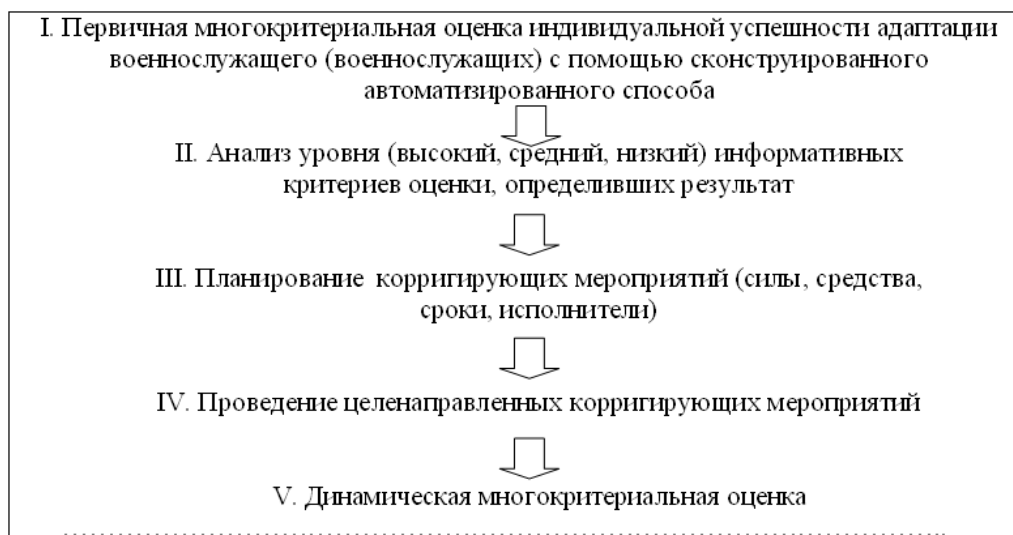 I. Первичная многокритериальная оценка индивидуальной успешности адаптации
военнослужащего (военнослужащих) с помощью сконструированного
автоматизированного способа
II. Анализ уровня (высокий, средний, низкий) информативных
критериев оценки, определивших результат
III. Планирование корригирующих мероприятий (силы, средства,
сроки, исполнители)
IV. Проведение целенаправленных корригирующих мероприятий
V. Динамическая многокритериальная оценка